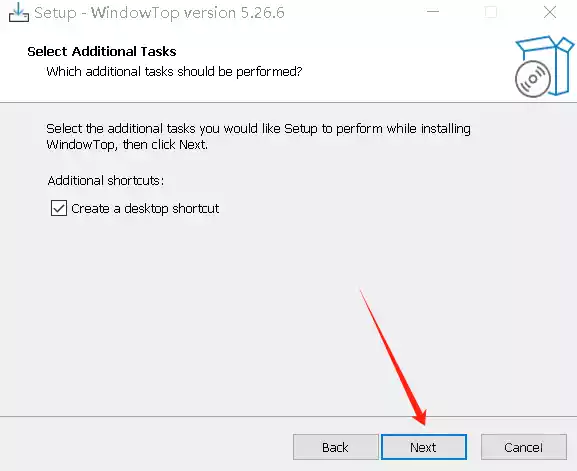 Setup - WindowTop version 5.26.6
Select Additional Tasks
Which additional tasks should be performed?
Select the additional tasks you would like Setup to perform while installing
WindowTop, then click Next.
Additional shortcuts:
Create a desktop shortcut
Back
Next
Cancel